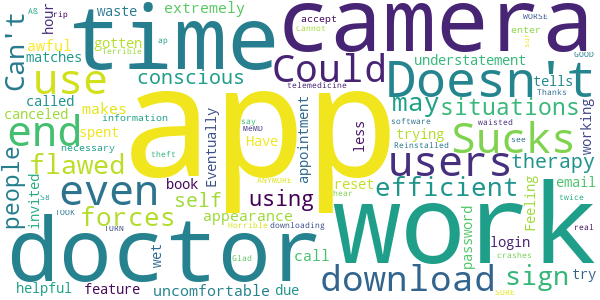 rip
hour
waste
extremely
time
camera
accept
WORSE
A8
awful
gotten
Terrible
ap
Cannot
sur
enter
GOOD
Can't
matches
conscious
Could
understatement
Doesn't
tells
Thanks
called
use
makes
information
say
telemedicine
may
situations
software
waisted
working
canceled
spent
MeMD
Have
less
trying
Reinstalled
see
end
app
Eventually
appointment
users
Sucks
necessary
theft
therapy
people
invited
flawed
book
ANYMORE
reset
hear
efficient
email
twice
even
self
using
work
Feeling
password
real
TOOK
forces
appearance
TURN
Horrible
downloading
login
crashes
doctor
wet
call
download
sign
try
helpful
feature
uncomfortable
Glad
due
SURE